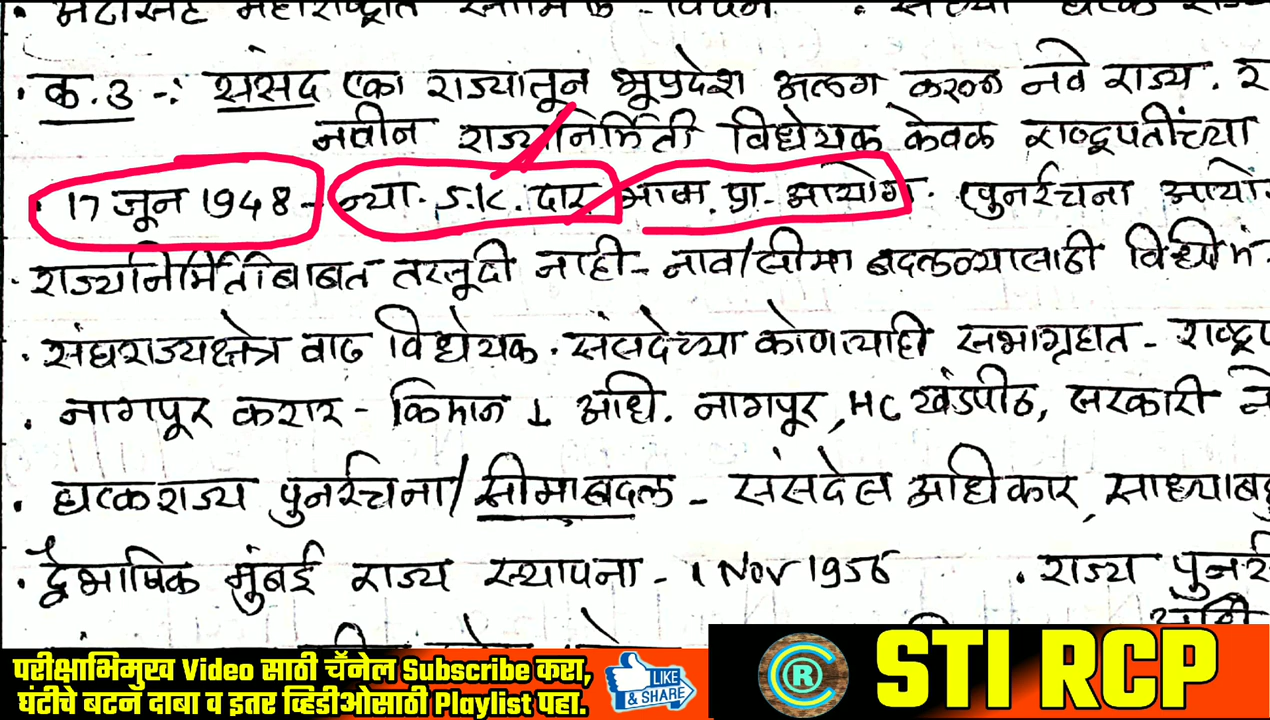 क. 3 -: संसद एका राज्यातून भूप्रदेश अलग करून नवे राज्य.
नवीन राज्यनिर्मिती विधेयक केवळ राष्ट्रपतींच्या
. 17 जून 1948 - न्या. S.K. दार भाषा. प्रा. आयोग. (पुनर्रचना आयो
. राज्यनिर्मितीबाबत तरतूदी नाही - नाव/सीमा बदलण्यासाठी
. संघराज्यक्षेत्र वाढ विधेयक. संसदेच्या कोणत्याही सभागृहात -
. नागपूर करार - किमान 1 अधि. नागपूर, HC खंडपीठ, सरकारी
. घटकराज्य पुनर्रचना/सीमाबदल - संसदेस अधिकार,
. द्वैभाषिक मुंबई राज्य स्थापना - 1 Nov 1956 . राज्य
परीक्षाभिमुख Video साठी चॅनेल Subscribe करा,
घंटीचे बटन दाबा व इतर व्हिडीओसाठी Playlist पहा.
LIKE
& SHARE
STI RCP